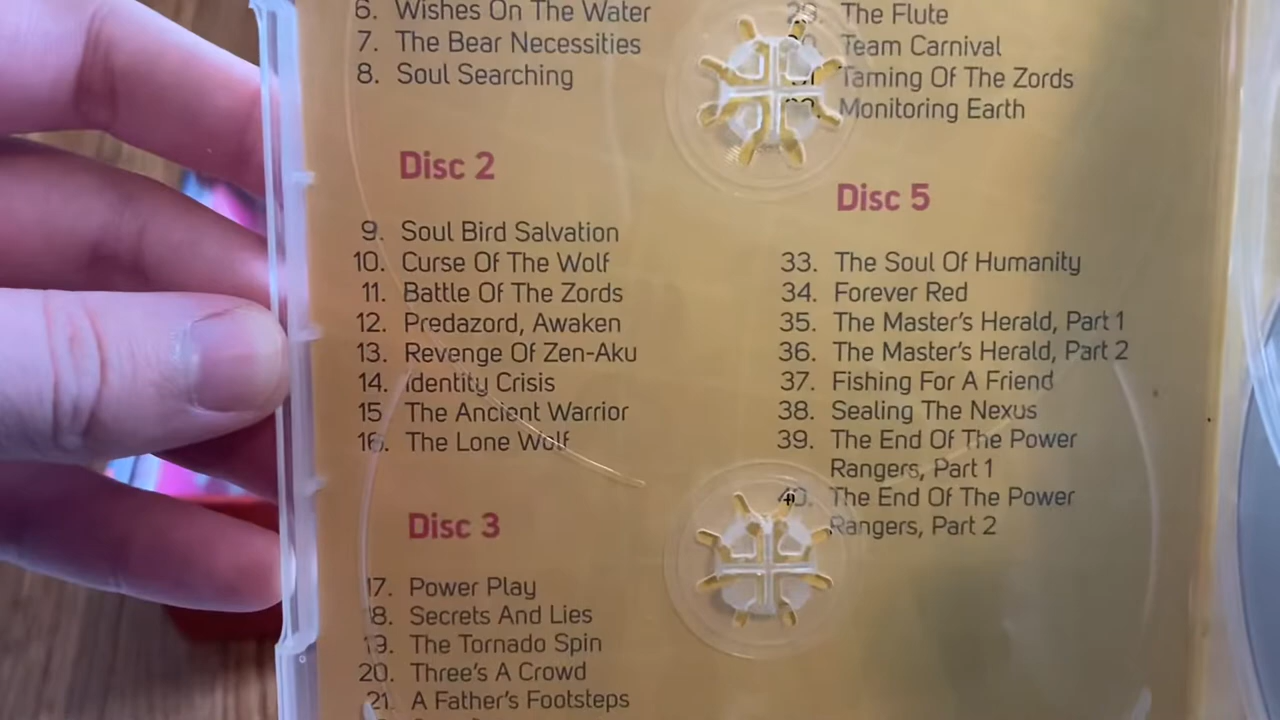 6. Wishes On The Water
7. The Bear Necessities
8. Soul Searching
Disc 2
9. Soul Bird Salvation
10. Curse Of The Wolf
11. Battle Of The Zords
12. Predazord, Awaken
13. Revenge Of Zen-Aku
14. Identity Crisis
15 The Ancient Warrior
16. The Lone Wolf
Disc 3
17. Power Play
18. Secrets And Lies
19. The Tornado Spin
20. Three's A Crowd
21. A Father's Footsteps
29. The Flute
Team Carnival
Taming Of The Zords
Monitoring Earth
Disc 5
33. The Soul Of Humanity
34. Forever Red
35. The Master's Herald, Part 1
36. The Master's Herald, Part 2
37. Fishing For A Friend
38. Sealing The Nexus
39. The End Of The Power
Rangers, Part 1
40. The End Of The Power
Rangers, Part 2